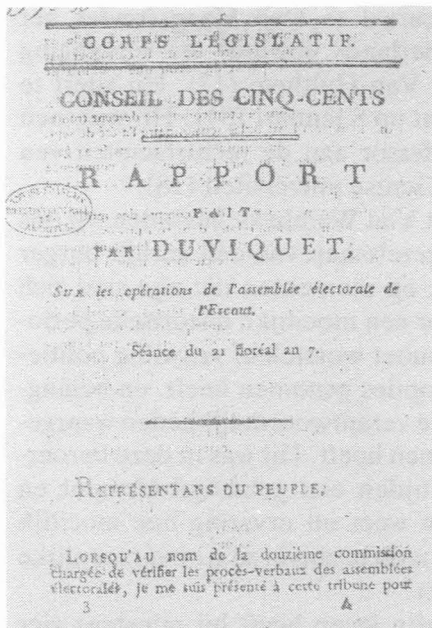 CORPS LÉGISLATIF.
CONSEIL DES CINQ-CENTS
RAPPORT
FAIT
PAR DUVIQUET,
Sur les opérations de l'assemblée électorale de
l'Escaut.
Séance du 21 floréal an 7.
REPRÉSENTANS DU PEUPLE,
LORSQU'AU nom de la douzième commission
chargée de vérifier les procès-verbaux des assemblées
électorales, je me suis présenté à cette tribune pour
3 A